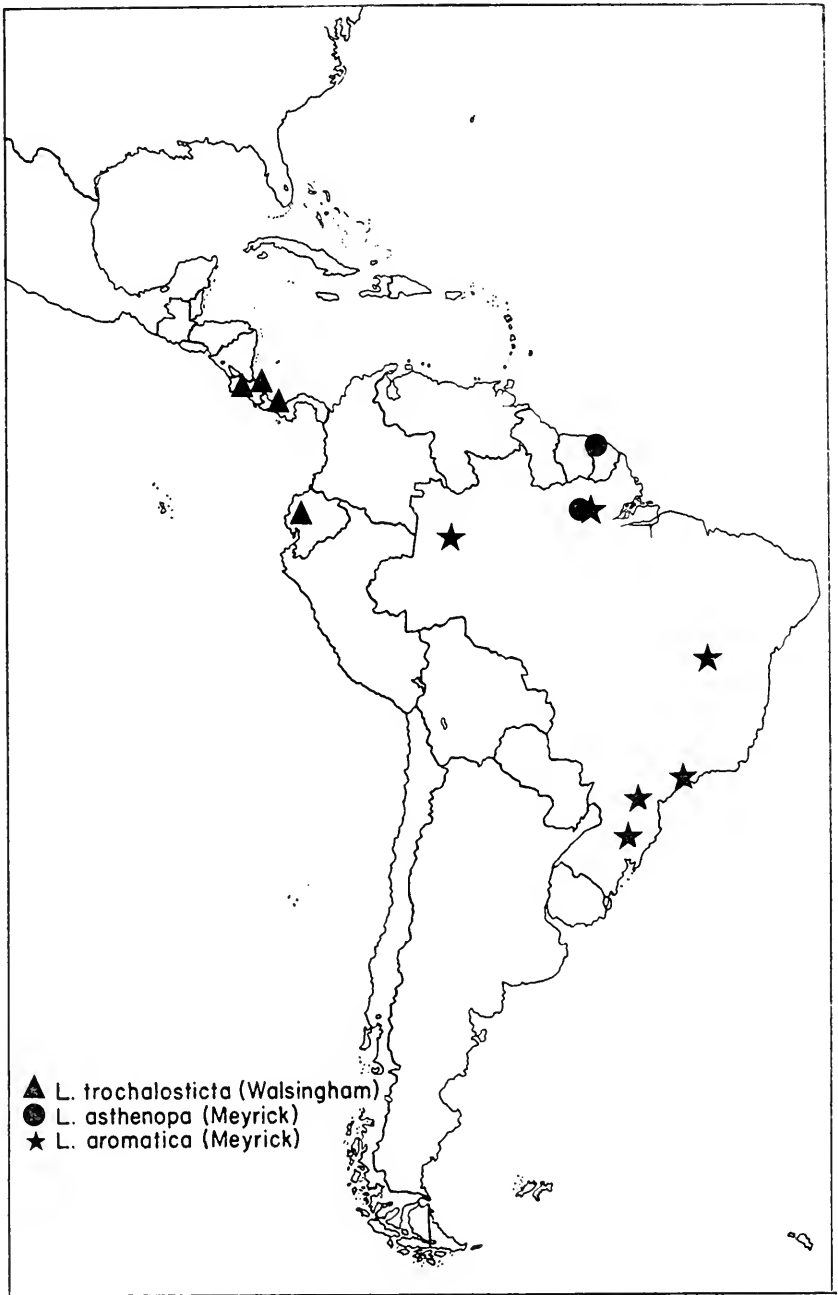 L. trochalosticta (Walsingham)
L. asthenopa (Meyrick)
L. aromatica (Meyrick)